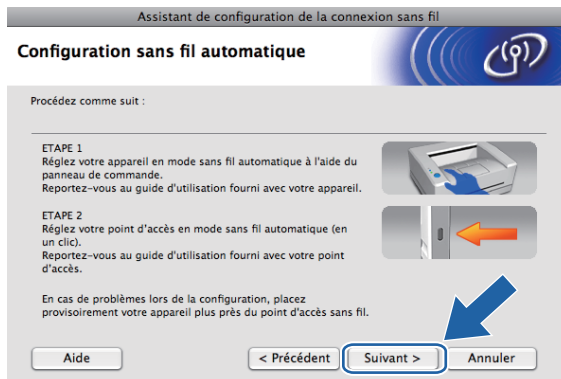 Assistant de configuration de la connexion sans fil
Configuration sans fil automatique
Procédez comme suit :
ETAPE 1
Réglez votre appareil en mode sans fil automatique à l'aide du
panneau de commande.
Reportez-vous au guide d'utilisation fourni avec votre appareil.
ETAPE 2
Réglez votre point d'accès en mode sans fil automatique (en
un clic).
Reportez-vous au guide d'utilisation fourni avec votre point
d'accès.
En cas de problèmes lors de la configuration, placez
provisoirement votre appareil plus près du point d'accès sans fil.
Aide
< Précédent
Suivant >
Annuler